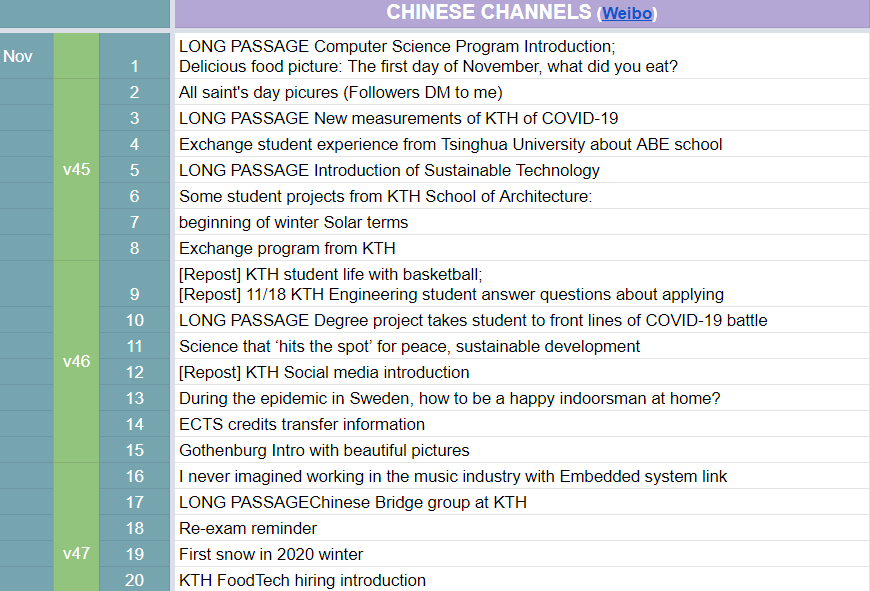 CHINESE CHANNELS (Weibo)
Nov
v45
1 LONG PASSAGE Computer Science Program Introduction;
Delicious food picture: The first day of November, what did you eat?
2 All saint's day picures (Followers DM to me)
3 LONG PASSAGE New measurements of KTH of COVID-19
4 Exchange student experience from Tsinghua University about ABE school
5 LONG PASSAGE Introduction of Sustainable Technology
6 Some student projects from KTH School of Architecture:
7 beginning of winter Solar terms
8 Exchange program from KTH
v46
9 [Repost] KTH student life with basketball;
[Repost] 11/18 KTH Engineering student answer questions about applying
10 LONG PASSAGE Degree project takes student to front lines of COVID-19 battle
11 Science that ‘hits the spot’ for peace, sustainable development
12 [Repost] KTH Social media introduction
13 During the epidemic in Sweden, how to be a happy indoorsman at home?
14 ECTS credits transfer information
15 Gothenburg Intro with beautiful pictures
v47
16 I never imagined working in the music industry with Embedded system link
17 LONG PASSAGEChinese Bridge group at KTH
18 Re-exam reminder
19 First snow in 2020 winter
20 KTH FoodTech hiring introduction